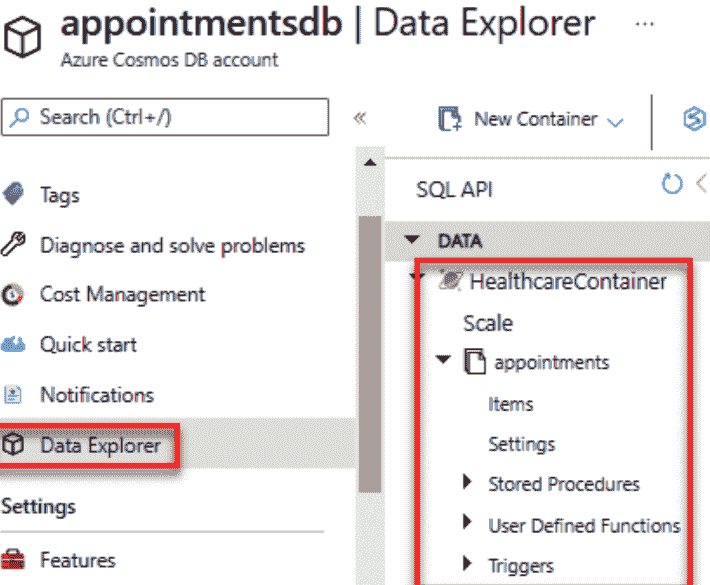 appointmentsdb | Data Explorer ...
Azure Cosmos DB account
Search (Ctrl+/)
«
New Container
Tags
Diagnose and solve problems
Cost Management
Quick start
Notifications
Data Explorer
Settings
Features
SQL API
DATA
HealthcareContainer
Scale
appointments
Items
Settings
Stored Procedures
User Defined Functions
Triggers